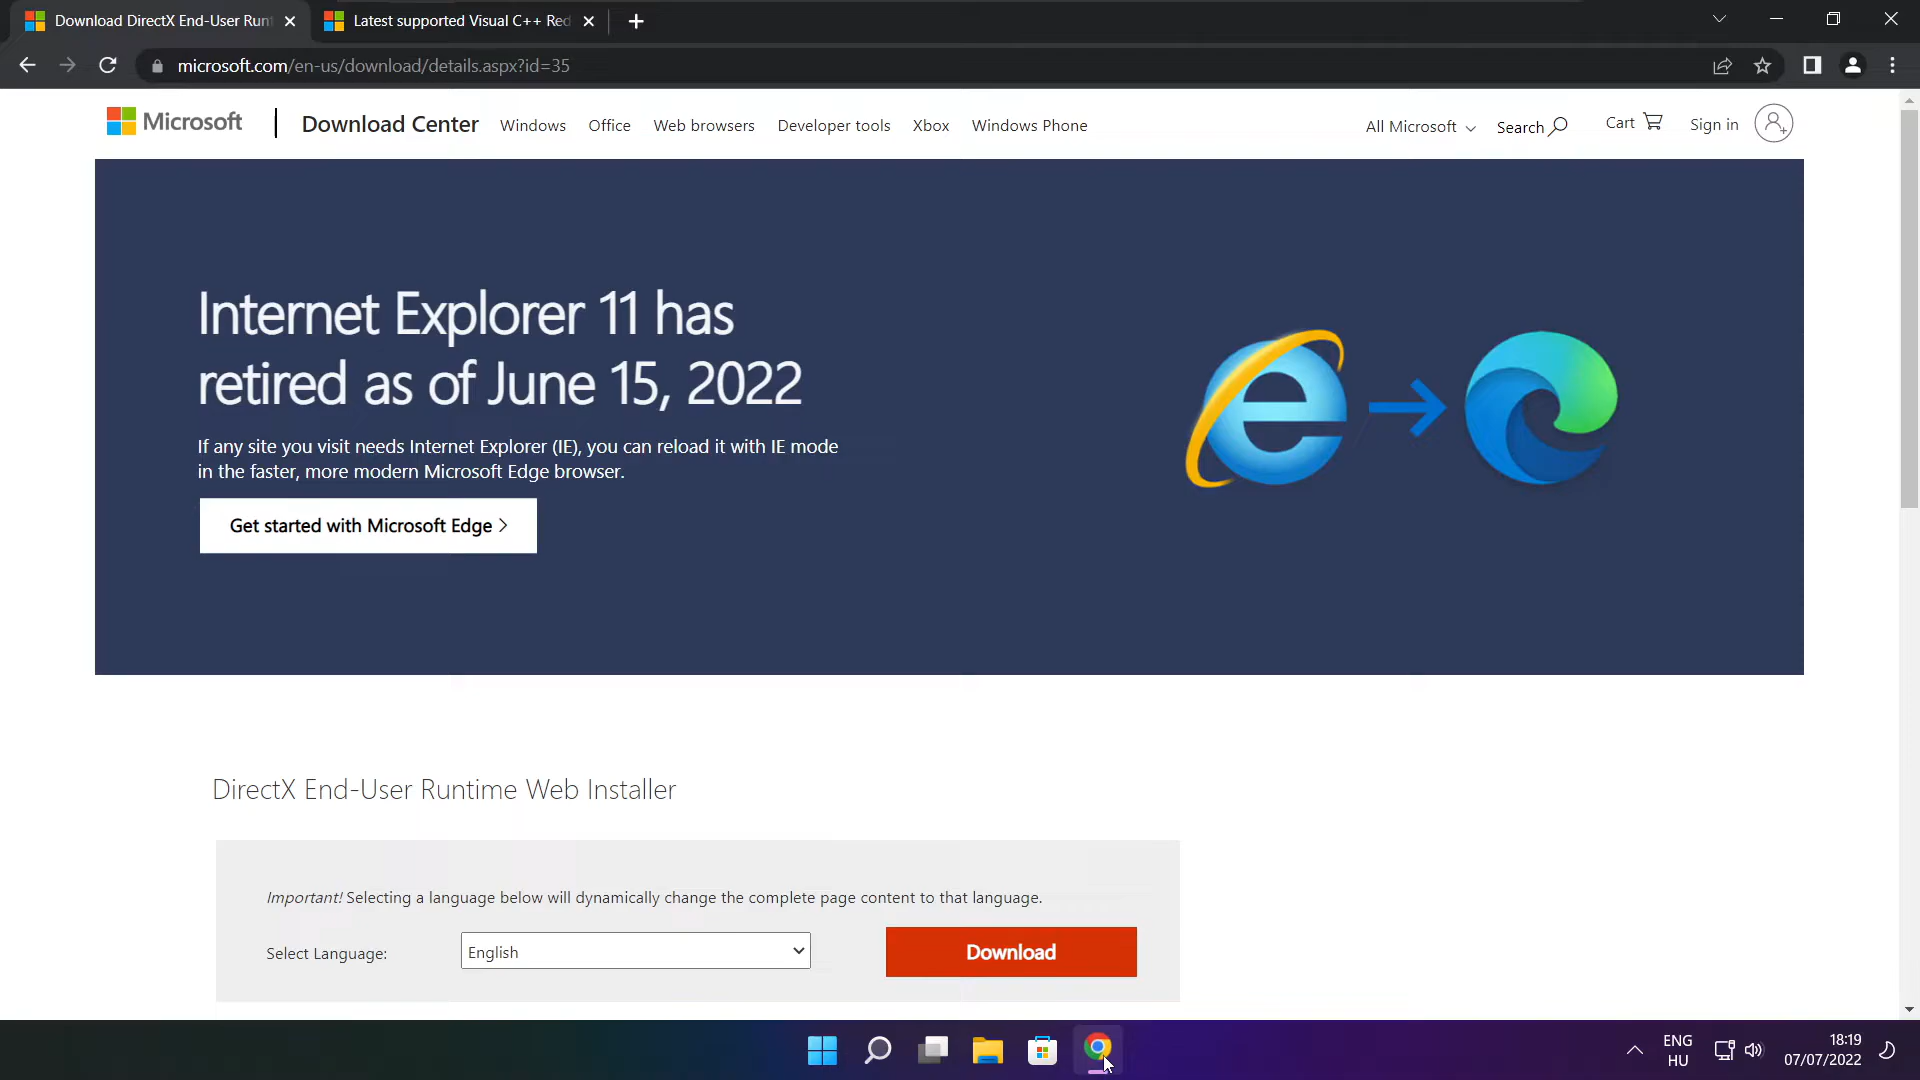 Download DirectX End-User Runt
Latest supported Visual C++ Red
microsoft.com/en-us/download/details.aspx?id=35
Microsoft
Download Center
Windows
Office
Web browsers
Developer tools
Xbox
Windows Phone
All Microsoft
Search
Cart
Sign in
Internet Explorer 11 has
retired as of June 15, 2022
If any site you visit needs Internet Explorer (IE), you can reload it with IE mode
in the faster, more modern Microsoft Edge browser.
Get started with Microsoft Edge >
DirectX End-User Runtime Web Installer
Important! Selecting a language below will dynamically change the complete page content to that language.
Select Language:
English
Download
ENG
HU
18:19
07/07/2022